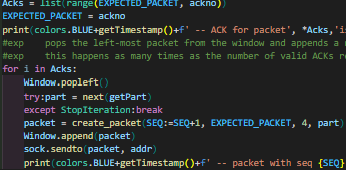 Acks = list(range(EXPECTED_PACKET, ackno))
EXPECTED_PACKET = ackno
print(colors.BLUE+getTimestamp()+f' -- ACK for packet', *Acks,'i
#exp pops the left-most packet from the window and appends a
#exp this happens as many times as the number of valid ACKs
for i in Acks:
Window.popleft()
try:part = next(getPart)
except StopIteration:break
packet = create_packet(SEQ:=SEQ+1, EXPECTED_PACKET, 4, part)
Window.append(packet)
sock.sendto(packet, addr)
print(colors.BLUE+getTimestamp()+f' -- packet with seq {SEQ}